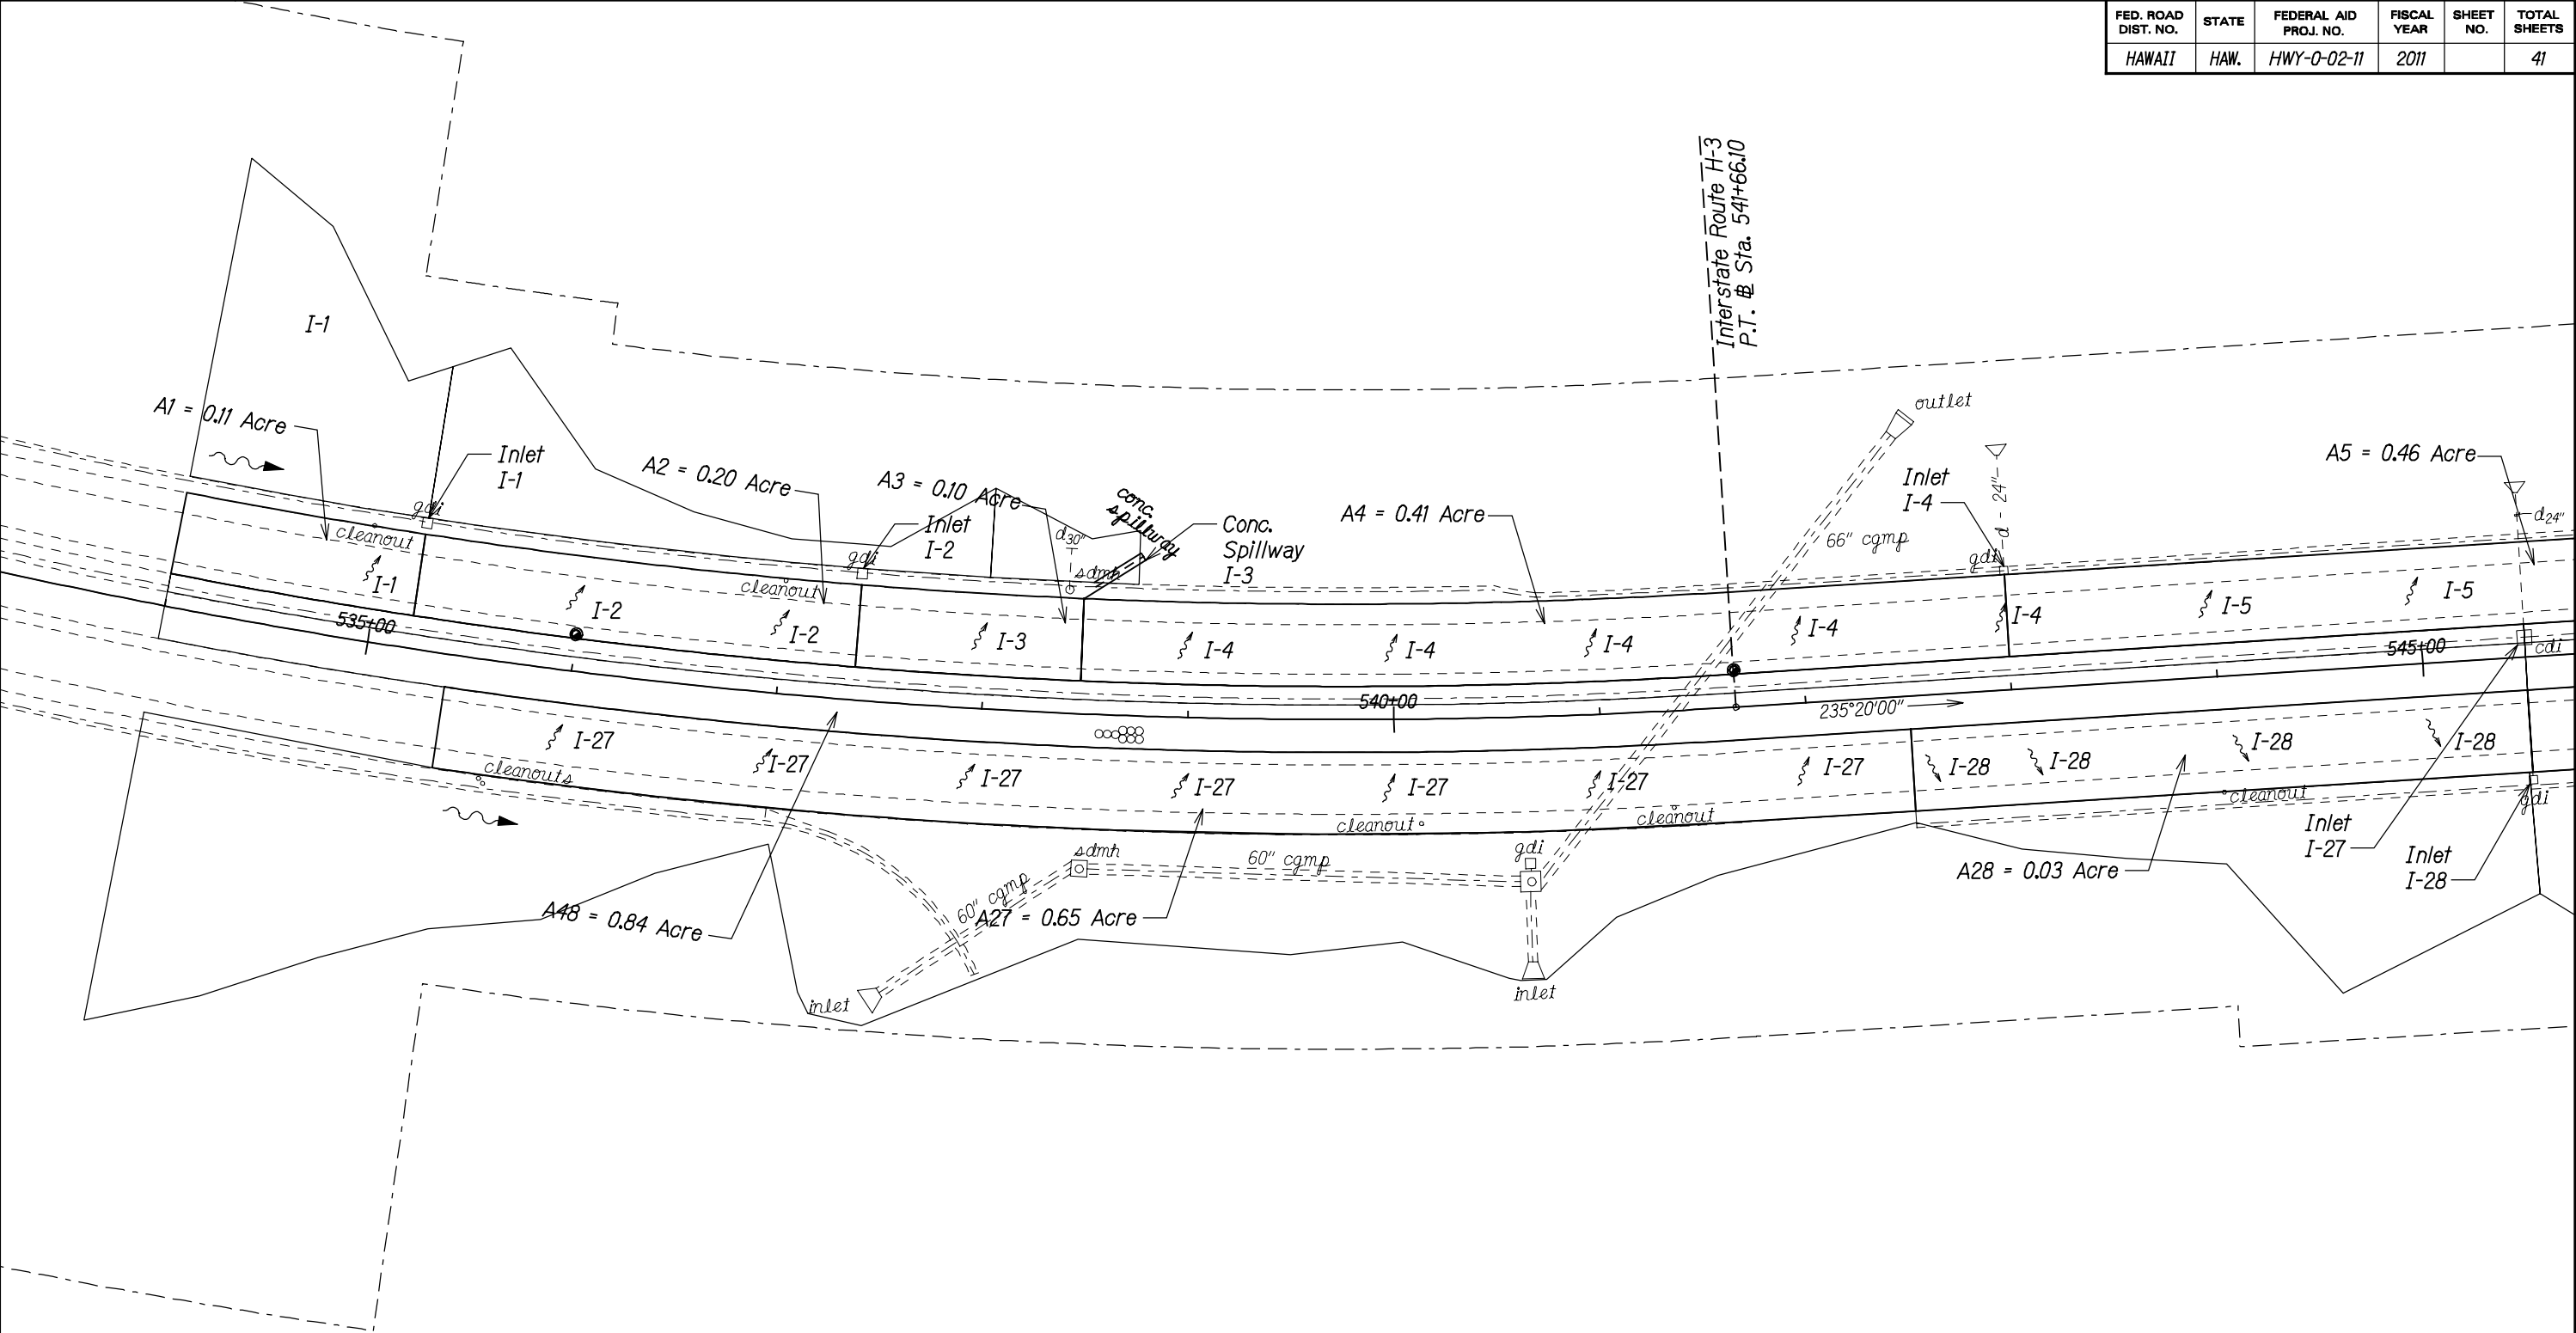 FED. ROAD DIST. NO.
STATE
FEDERAL AID PROJ. NO.
FISCAL YEAR
SHEET NO.
TOTAL SHEETS
HAWAII
HAW.
HWY-0-02-11
2011
41
Interstate Route H-3
P.T. ℄ Sta. 541+66.10
I-1
A1 = 0.11 Acre
Inlet
I-1
gdi
cleanout
I-1
A2 = 0.20 Acre
A3 = 0.10 Acre
conc.
spillway
Conc.
Spillway
I-3
Inlet
I-2
gdi
d30"
sdmh
cleanout
A4 = 0.41 Acre
outlet
66" cgmp
Inlet
I-4
d - 24"
gdi
A5 = 0.46 Acre
d24"
I-2
I-2
I-3
I-4
I-4
I-4
I-4
I-4
I-5
I-5
535+00
540+00
545+00
cdi
235°20'00"
I-27
I-27
I-27
I-27
I-27
I-27
I-27
I-28
I-28
I-28
I-28
cleanouts
cleanout
cleanout
cleanout
gdi
sdmh
60" cgmp
60" cgmp
gdi
A48 = 0.84 Acre
A27 = 0.65 Acre
A28 = 0.03 Acre
Inlet
I-27
Inlet
I-28
inlet
inlet